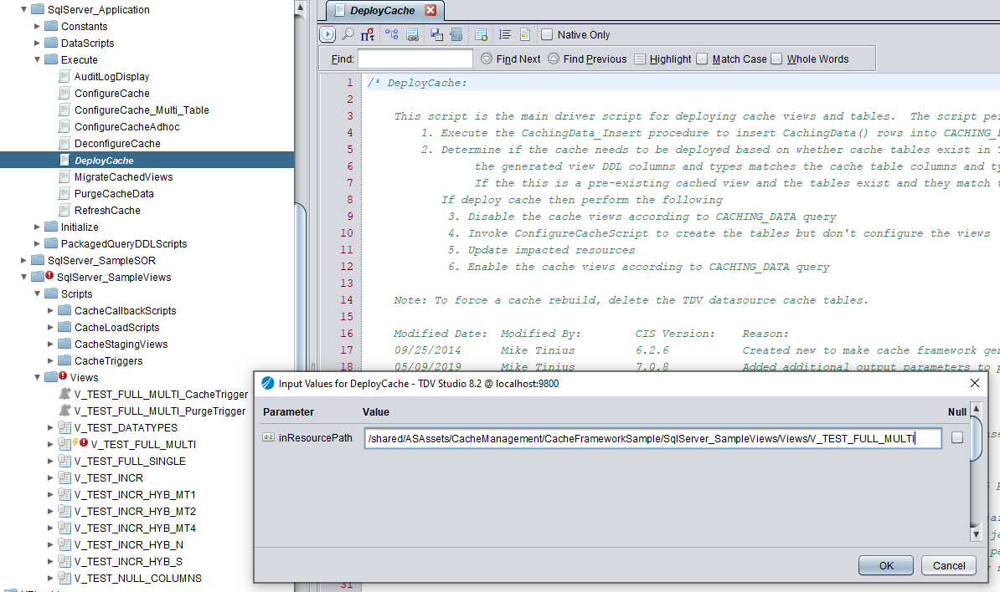 SqlServer_Application
Constants
DataScripts
Execute
AuditLogDisplay
ConfigureCache
ConfigureCache_Multi_Table
ConfigureCacheAdhoc
DeconfigureCache
DeployCache
MigrateCachedViews
PurgeCacheData
RefreshCache
Initialize
PackagedQueryDDLScripts
SqlServer_SampleSOR
SqlServer_SampleViews
Scripts
CacheCallbackScripts
CacheLoadScripts
CacheStagingViews
CacheTriggers
Views
V_TEST_FULL_MULTI_CacheTrigger
V_TEST_FULL_MULTI_PurgeTrigger
V_TEST_DATATYPES
V_TEST_FULL_MULTI
V_TEST_FULL_SINGLE
V_TEST_INCR
V_TEST_INCR_HYB_MT1
V_TEST_INCR_HYB_MT2
V_TEST_INCR_HYB_MT4
V_TEST_INCR_HYB_N
V_TEST_INCR_HYB_S
V_TEST_NULL_COLUMNS
DeployCache
Native Only
Find: Find Next Find Previous Highlight Match Case Whole Words
1 /* DeployCache:
2
3 This script is the main driver script for deploying cache views and tables. The script per
4 1. Execute the CachingData_Insert procedure to insert CachingData() rows into CACHING_
5 2. Determine if the cache needs to be deployed based on whether cache tables exist in
6 the generated view DDL columns and types matches the cache table columns and ty
7 If the this is a pre-existing cached view and the tables exist and they match
8 If deploy cache then perform the following
9 3. Disable the cache views according to CACHING_DATA query
10 4. Invoke ConfigureCacheScript to create the tables but don't configure the views
11 5. Update impacted resources
12 6. Enable the cache views according to CACHING_DATA query
13
14 Note: To force a cache rebuild, delete the TDV datasource cache tables.
15
16 Modified Date: Modified By: CIS Version: Reason:
17 09/25/2014 Mike Tinius 6.2.6 Created new to make cache framework gen
18 05/09/2019 Mike Tinius 7.0.8 Added additional output parameters to p
Input Values for DeployCache - TDV Studio 8.2 @ localhost:9800
Parameter Value Null
inResourcePath /shared/ASAssets/CacheManagement/CacheFrameworkSample/SqlServer_SampleViews/Views/V_TEST_FULL_MULTI
OK Cancel
31